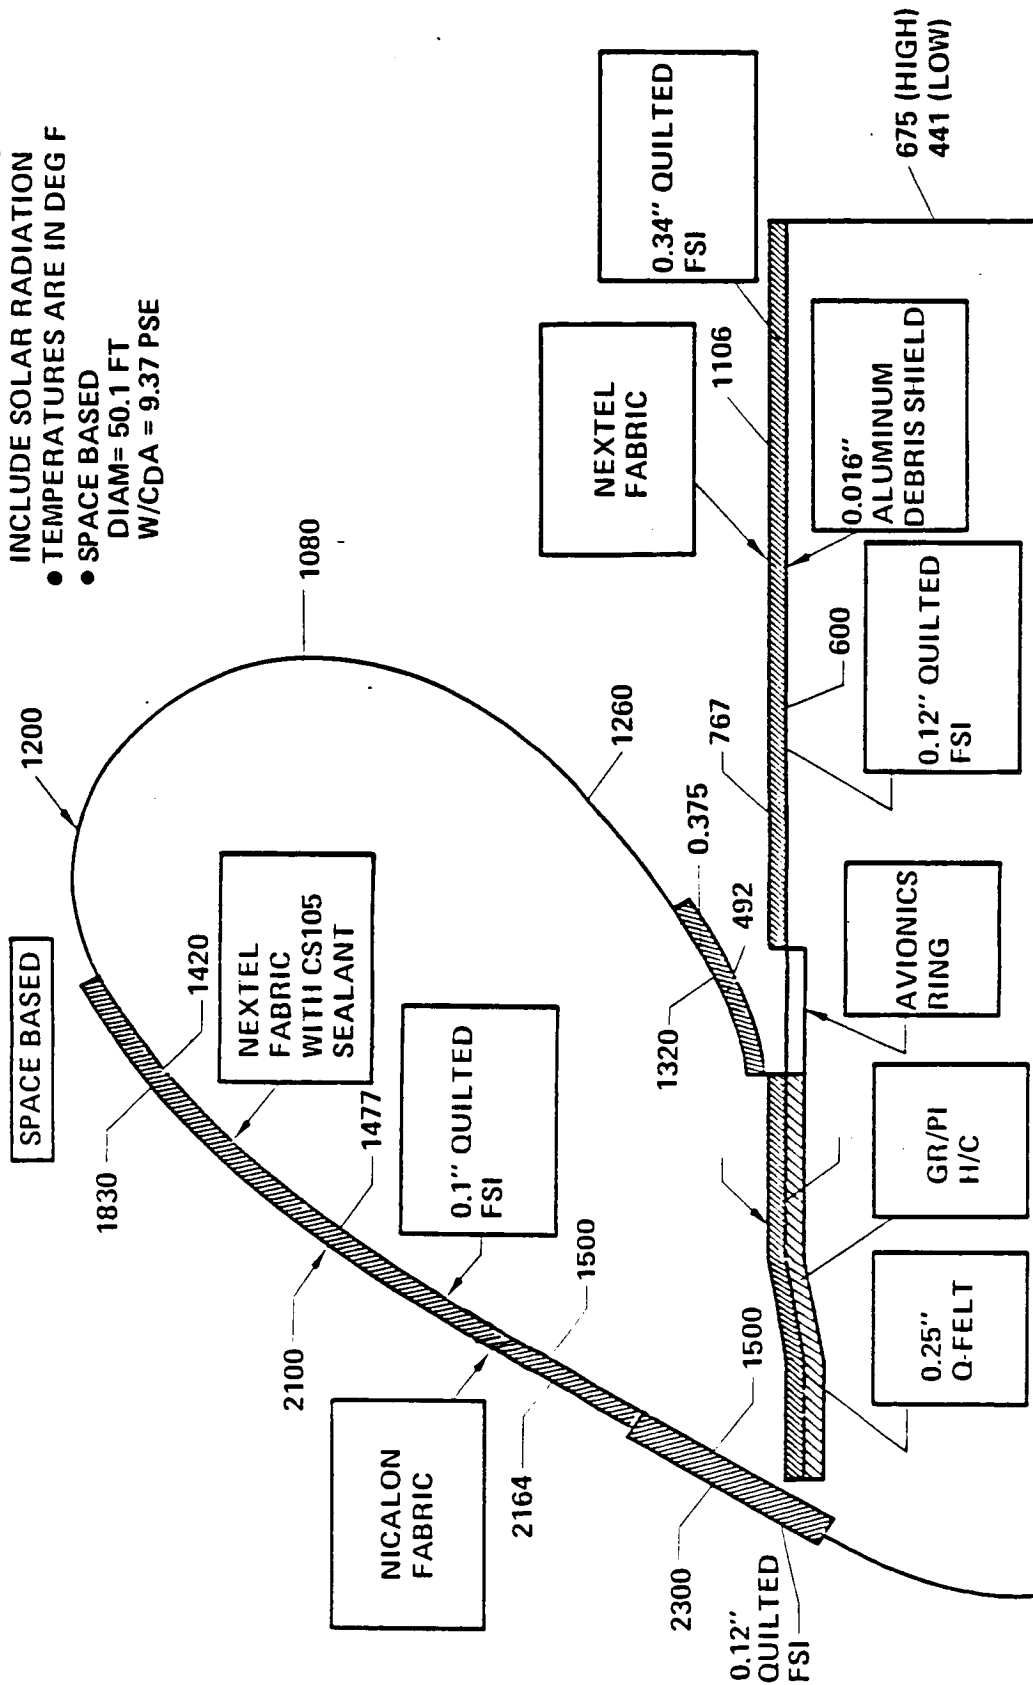 INCLUDE SOLAR RADIATION
● TEMPERATURES ARE IN DEG F
● SPACE BASED
DIAM= 50.1 FT
W/CDA = 9.37 PSE
SPACE BASED
1200
1080
1260
1830
1420
NEXTEL
FABRIC
WITH CS105
SEALANT
2100
1477
0.1" QUILTED
FSI
NICALON
FABRIC
2164
1500
2300
1500
0.12"
QUILTED
FSI
1320
0.375
492
767
600
NEXTEL
FABRIC
1106
0.34" QUILTED
FSI
675 (HIGH)
441 (LOW)
0.016"
ALUMINUM
DEBRIS SHIELD
0.12" QUILTED
FSI
AVIONICS
RING
GR/PI
H/C
0.25"
Q-FELT